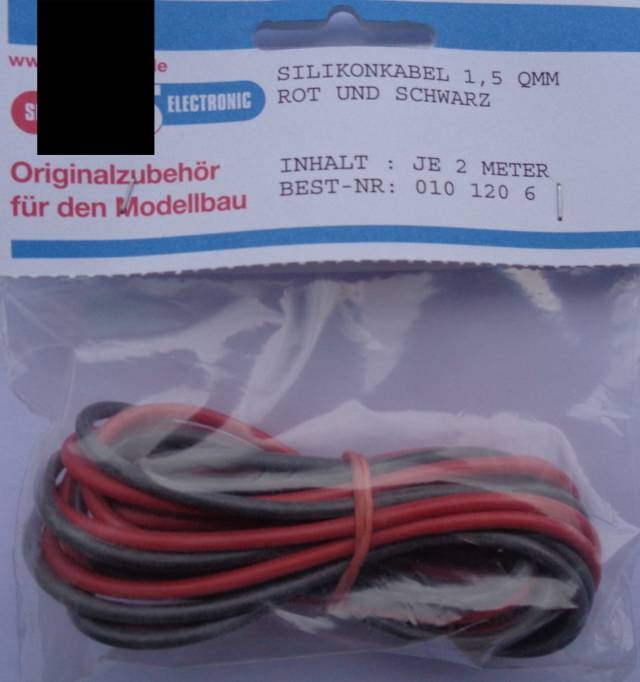 SILIKONKABEL 1,5 QMM
ROT UND SCHWARZ
ELECTRONIC
Originalzubehör
für den Modellbau
INHALT : JE 2 METER
BEST-NR: 010 120 6